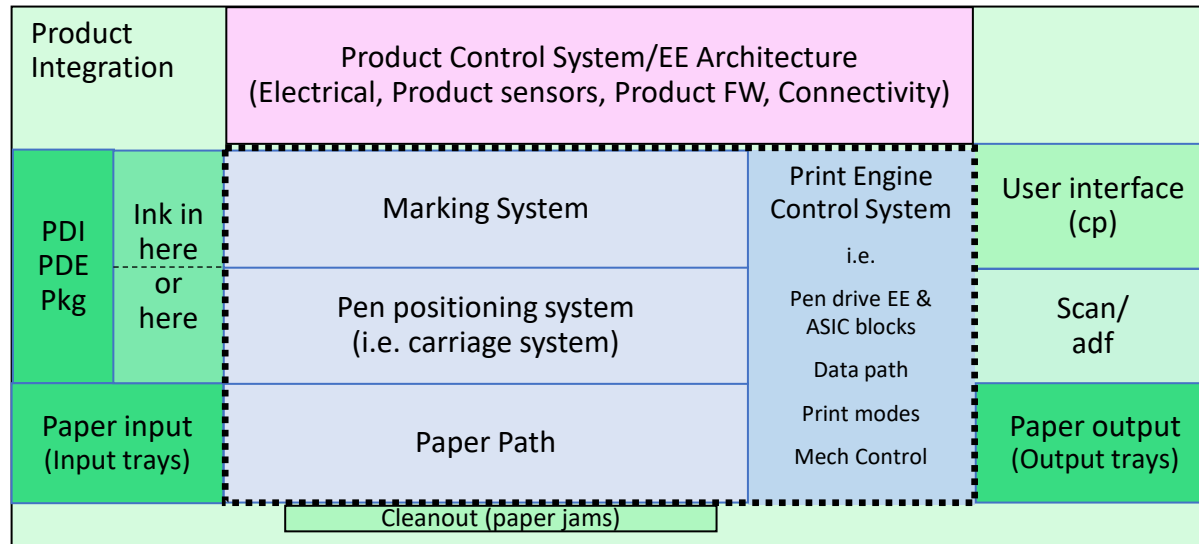 Product
Integration
Product Control System/EE Architecture
(Electrical, Product sensors, Product FW, Connectivity)
PDI
PDE
Pkg
Ink in
here
or
here
Marking System
Pen positioning system
(i.e. carriage system)
Print Engine
Control System
i.e.
Pen drive EE &
ASIC blocks
Data path
Print modes
Mech Control
User interface
(cp)
Scan/
adf
Paper input
(Input trays)
Paper Path
Paper output
(Output trays)
Cleanout (paper jams)